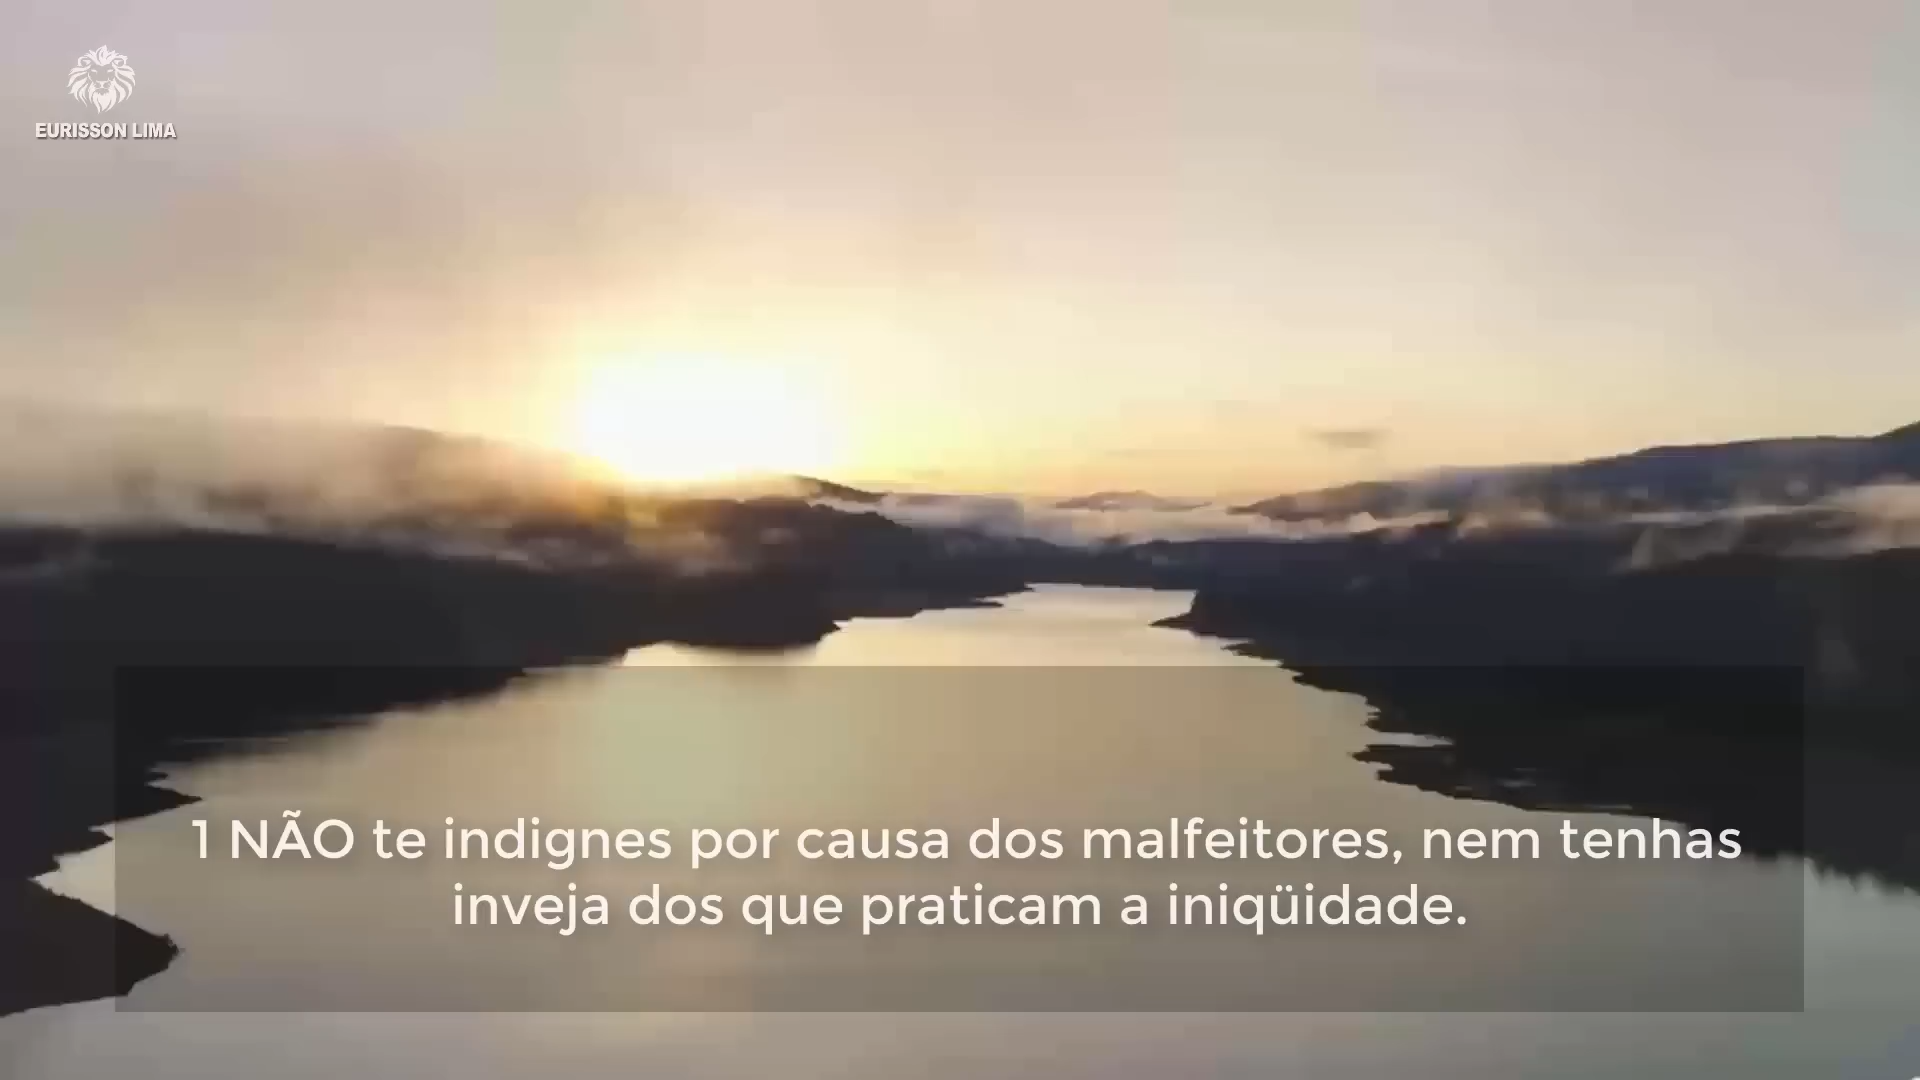 EURISSON LIMA
1 NÃO te indignes por causa dos malfeitores, nem tenhas
inveja dos que praticam a iniqüidade.